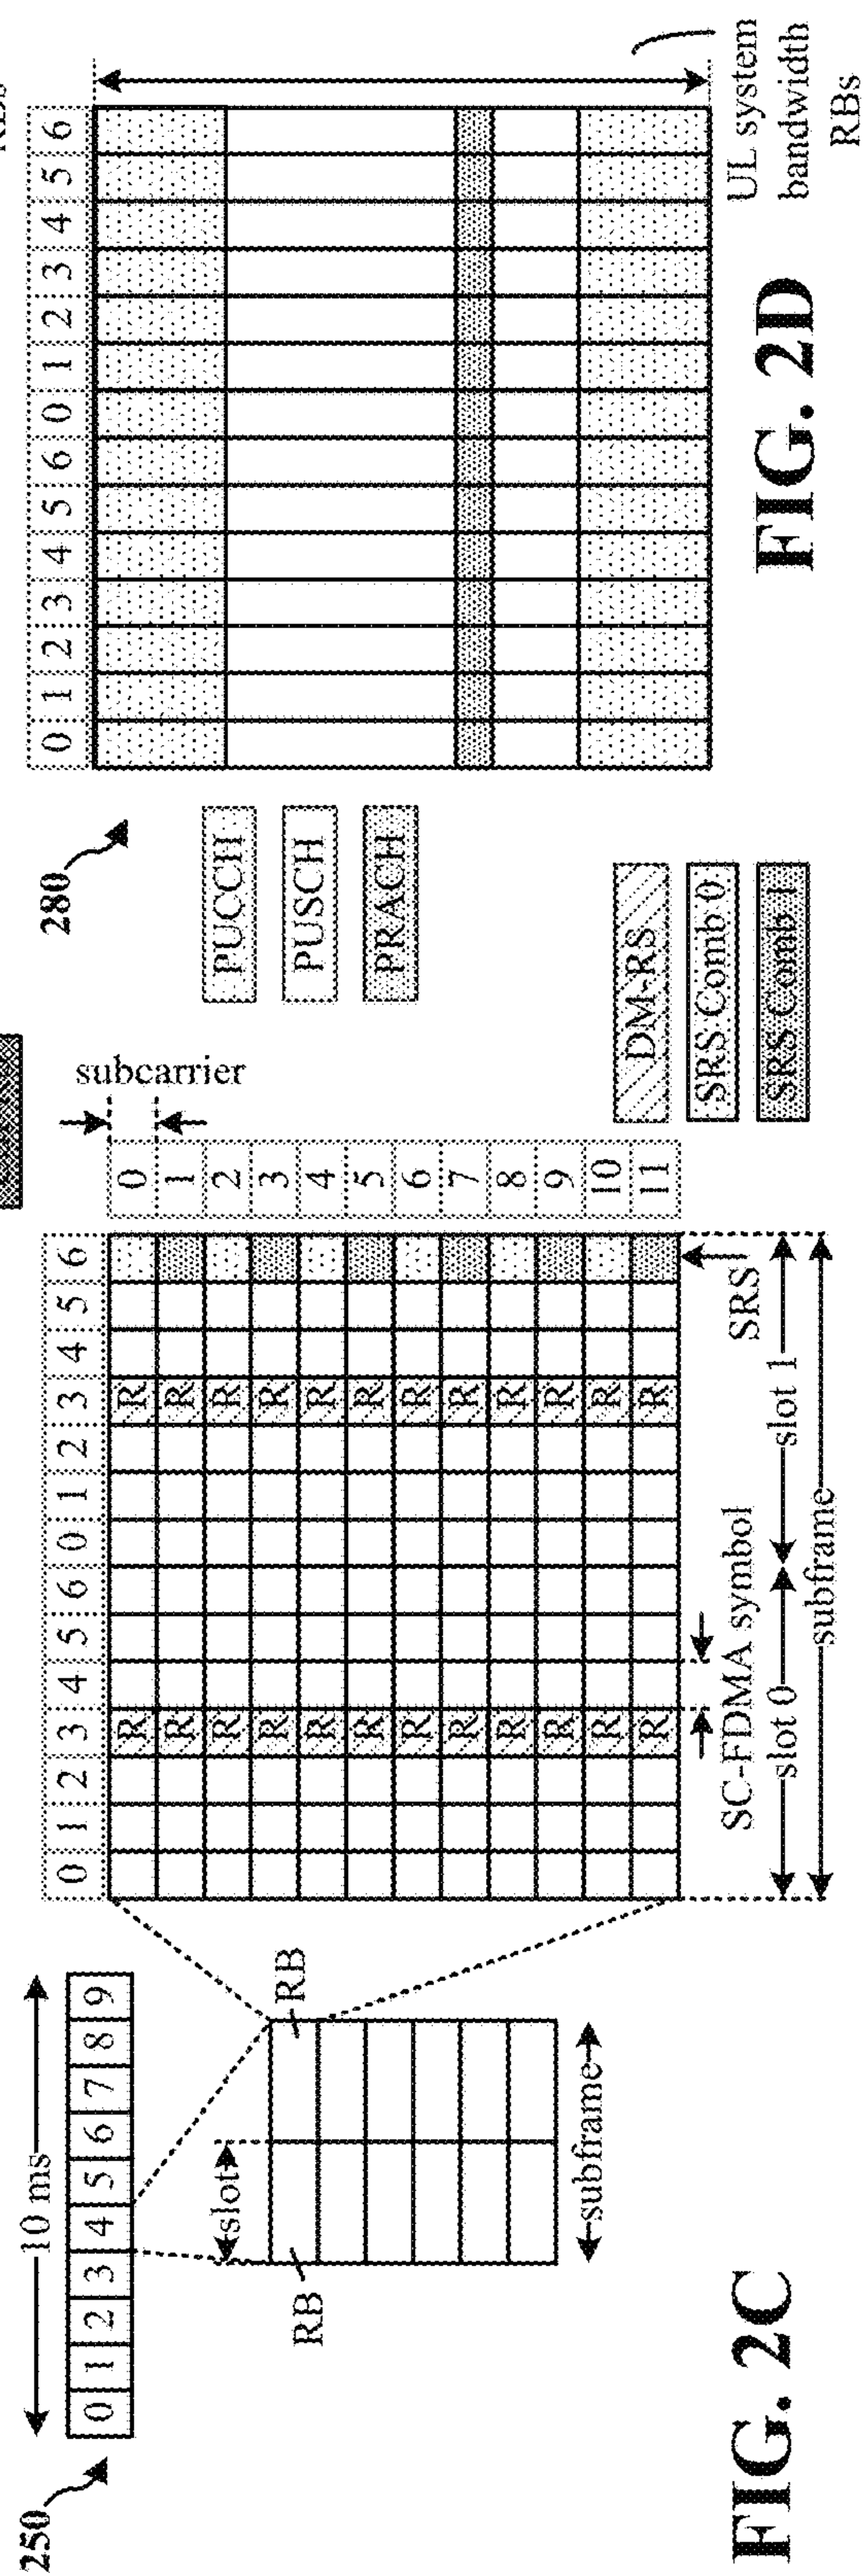 250
10 ms
0 1 2 3 4 5 6 7 8 9
slot
RB
RB
subframe
0 1 2 3 4 5 6 0 1 2 3 4 5 6
subcarrier
R R 0
R R 1
R R 2
R R 3
R R 4
R R 5
R R 6
R R 7
R R 8
R R 9
R R 10
R R 11
SC-FDMA symbol
SRS
slot 0
slot 1
subframe
DM-RS
SRS Comb 0
SRS Comb 1
FIG. 2C
280
0 1 2 3 4 5 6 0 1 2 3 4 5 6
PUCCH
PUSCH
PRACH
UL system
bandwidth
RBs
FIG. 2D